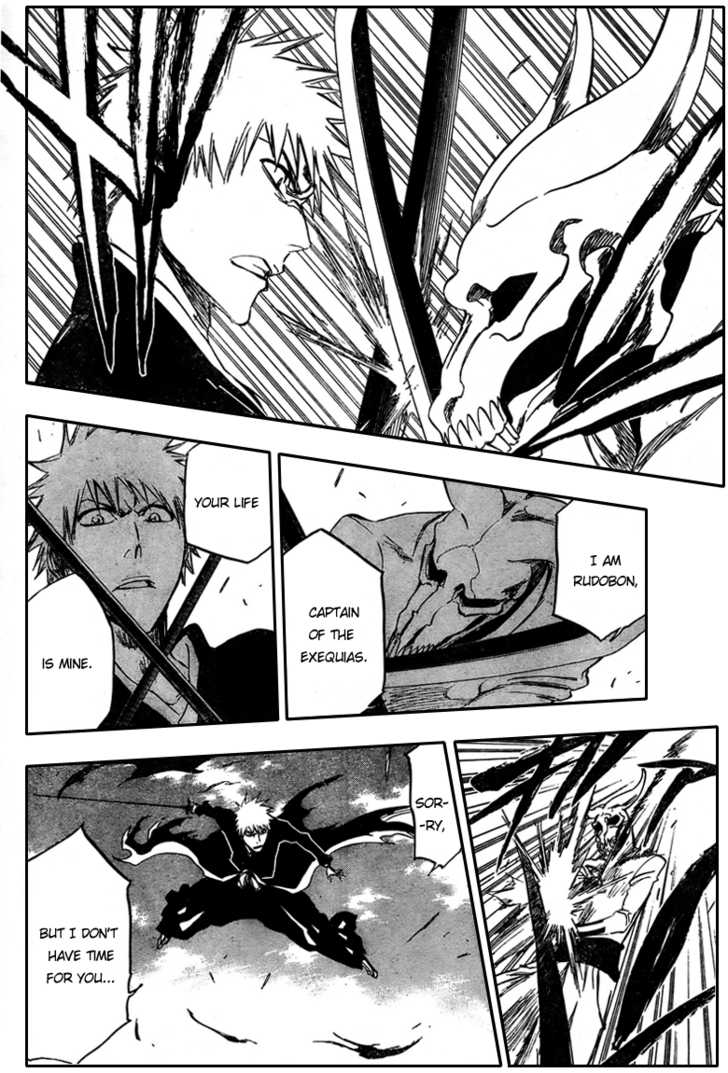 I AM
RUDOBON,
CAPTAIN
OF THE
EXEQUIAS.
YOUR LIFE
IS MINE.
SOR-
-RY,
BUT I DON'T
HAVE TIME
FOR YOU...